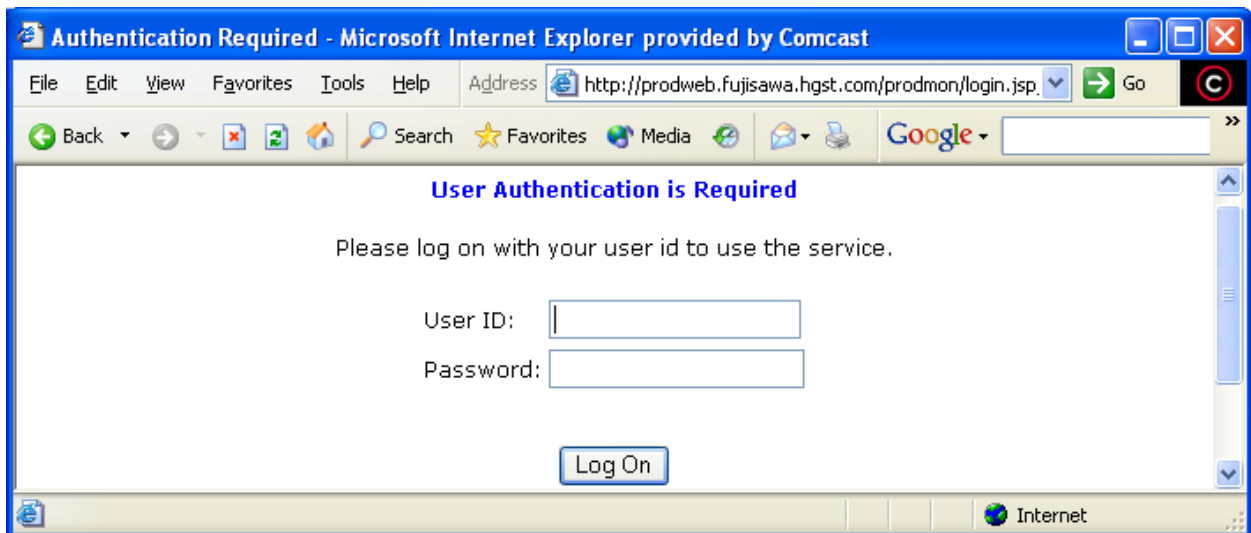 Authentication Required - Microsoft Internet Explorer provided by Comcast
File Edit View Favorites Tools Help Address http://prodweb.fujisawa.hgst.com/prodmon/login.jsp Go
Back Search Favorites Media Google »
User Authentication is Required
Please log on with your user id to use the service.
User ID:
Password:
Log On
Internet